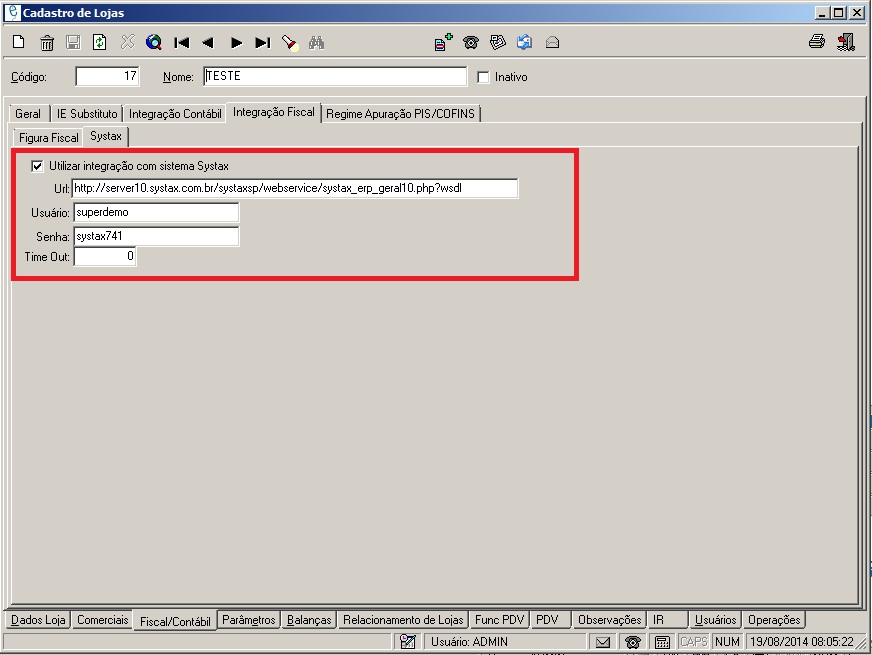 Cadastro de Lojas
Código: 17 Nome: TESTE Inativo
Geral IE Substituto Integração Contábil Integração Fiscal Regime Apuração PIS/COFINS
Figura Fiscal Systax
Utilizar integração com sistema Systax
Url: http://server10.systax.com.br/systaxsp/webservice/systax_erp_geral10.php?wsdl
Usuário: superdemo
Senha: systax741
Time Out: 0
Dados Loja Comerciais Fiscal/Contábil Parâmetros Balanças Relacionamento de Lojas Func PDV PDV Observações IR Usuários Operações
Usuário: ADMIN CAPS NUM 19/08/2014 08:05:22